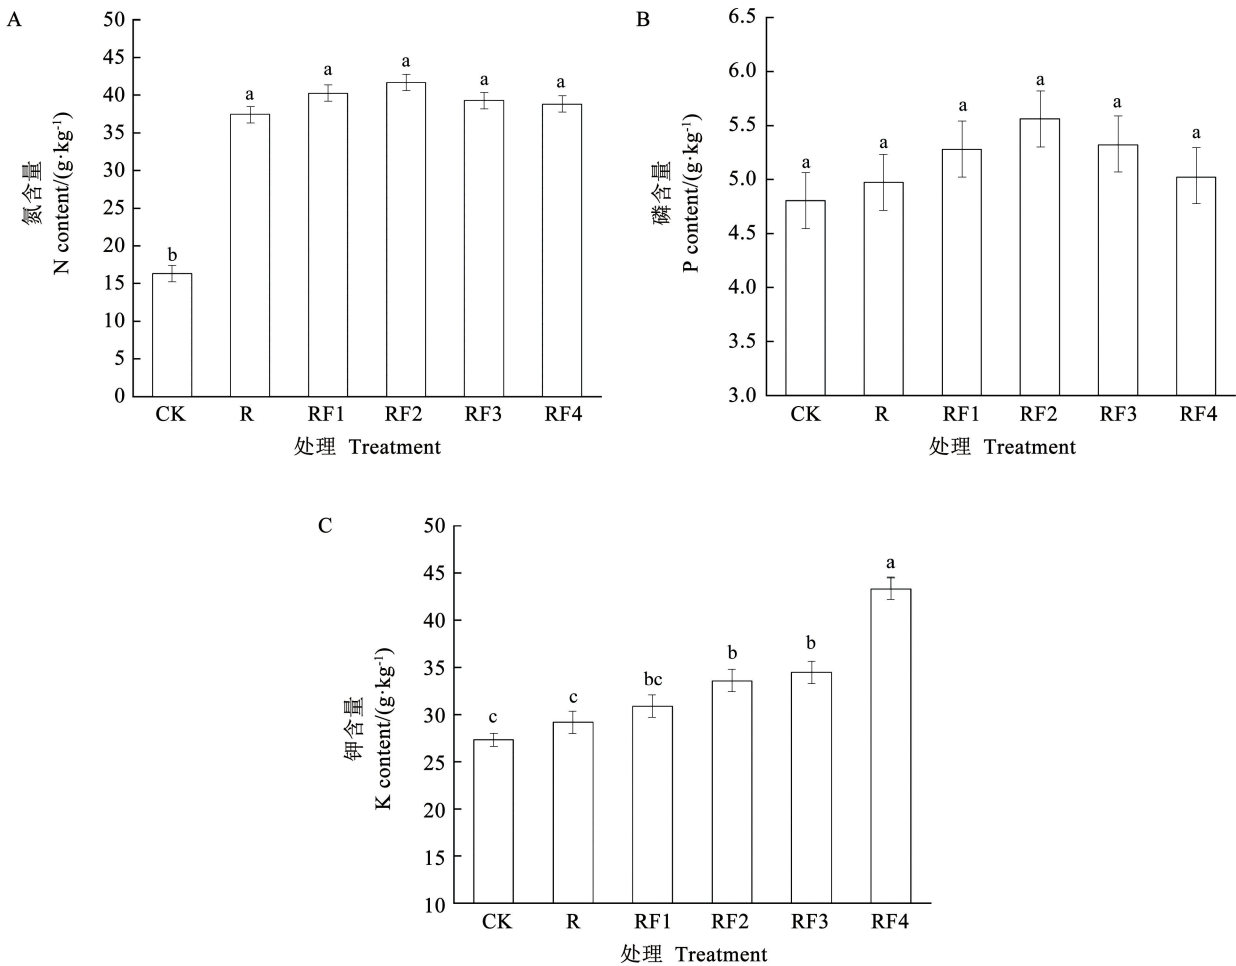 A
50
45
40
35
30
25
20
15
10
5
0
氮含量
N content/(g·kg⁻¹)
b
a
a
a
a
a
CK R RF1 RF2 RF3 RF4
处理 Treatment
B
6.5
6.0
5.5
5.0
4.5
4.0
3.5
3.0
磷含量
P content/(g·kg⁻¹)
a
a
a
a
a
a
CK R RF1 RF2 RF3 RF4
处理 Treatment
C
50
45
40
35
30
25
20
15
10
钾含量
K content/(g·kg⁻¹)
c
c
bc
b
b
a
CK R RF1 RF2 RF3 RF4
处理 Treatment